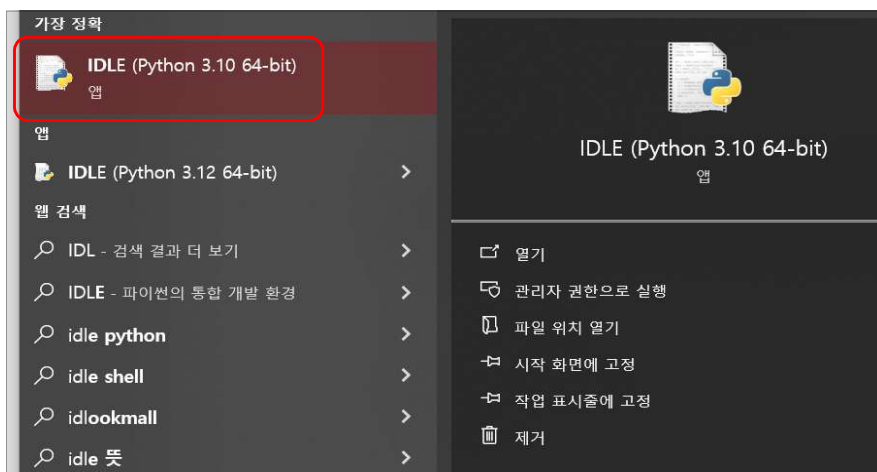 가장 정확
IDLE (Python 3.10 64-bit)
앱
앱
IDLE (Python 3.12 64-bit)
웹 검색
IDL - 검색 결과 더 보기
IDLE - 파이썬의 통합 개발 환경
idle python
idle shell
idlookmall
idle 뜻
IDLE (Python 3.10 64-bit)
앱
열기
관리자 권한으로 실행
파일 위치 열기
시작 화면에 고정
작업 표시줄에 고정
제거